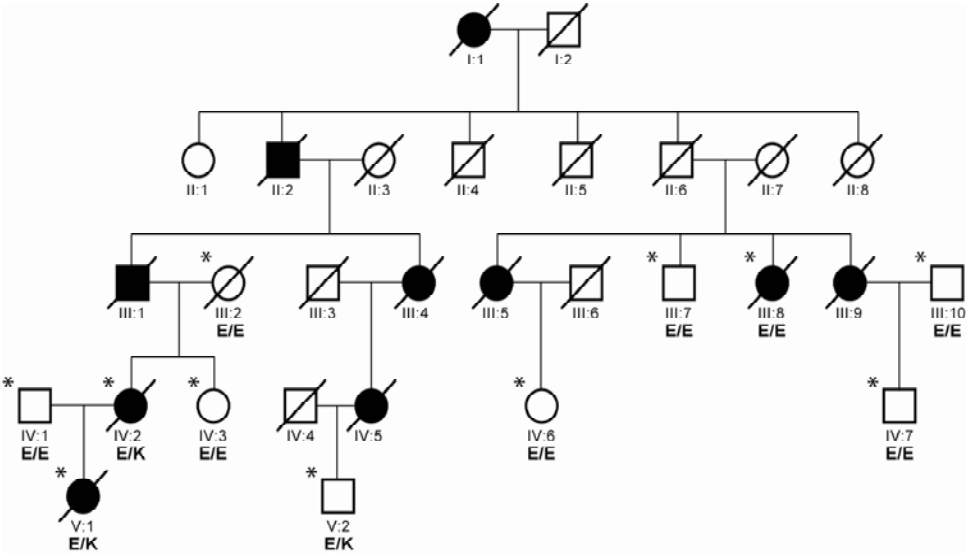 I:1 I:2
II:1 II:2 II:3 II:4 II:5 II:6 II:7 II:8
* * * *
III:1 III:2 III:3 III:4 III:5 III:6 III:7 III:8 III:9 III:10
E/E E/E E/E E/E
* * * * *
IV:1 IV:2 IV:3 IV:4 IV:5 IV:6 IV:7
E/E E/K E/E E/E E/E
* *
V:1 V:2
E/K E/K